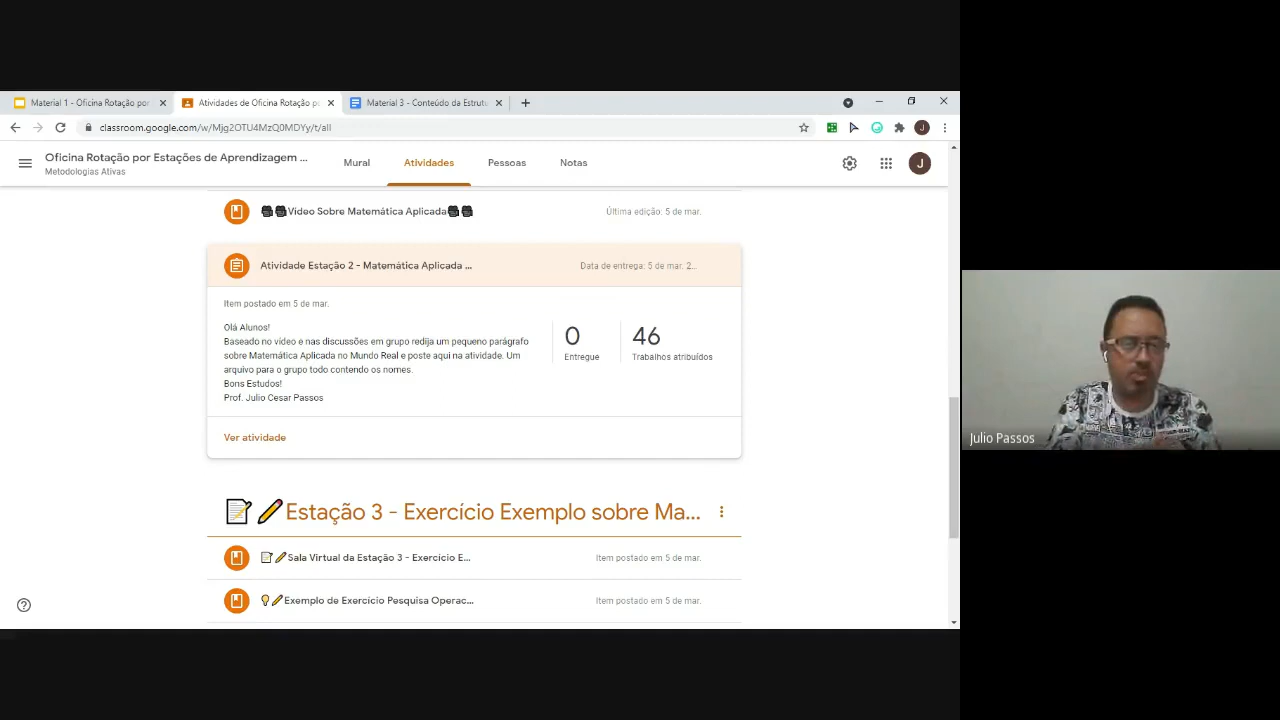 Material 1 - Oficina Rotação por
Atividades de Oficina Rotação po
Material 3 - Conteúdo da Estrutu
classroom.google.com/w/Mjg2OTU4MzQ0MDYy/t/all
Oficina Rotação por Estações de Aprendizagem ...
Metodologias Ativas
Mural
Atividades
Pessoas
Notas
J
J
Vídeo Sobre Matemática Aplicada
Última edição: 5 de mar.
Atividade Estação 2 - Matemática Aplicada ...
Data de entrega: 5 de mar. 2...
Item postado em 5 de mar.
Olá Alunos!
Baseado no vídeo e nas discussões em grupo redija um pequeno parágrafo
sobre Matemática Aplicada no Mundo Real e poste aqui na atividade. Um
arquivo para o grupo todo contendo os nomes.
Bons Estudos!
Prof. Julio Cesar Passos
0
Entregue
46
Trabalhos atribuídos
Ver atividade
Estação 3 - Exercício Exemplo sobre Ma...
Sala Virtual da Estação 3 - Exercício E...
Item postado em 5 de mar.
Exemplo de Exercício Pesquisa Operac...
Item postado em 5 de mar.
Julio Passos